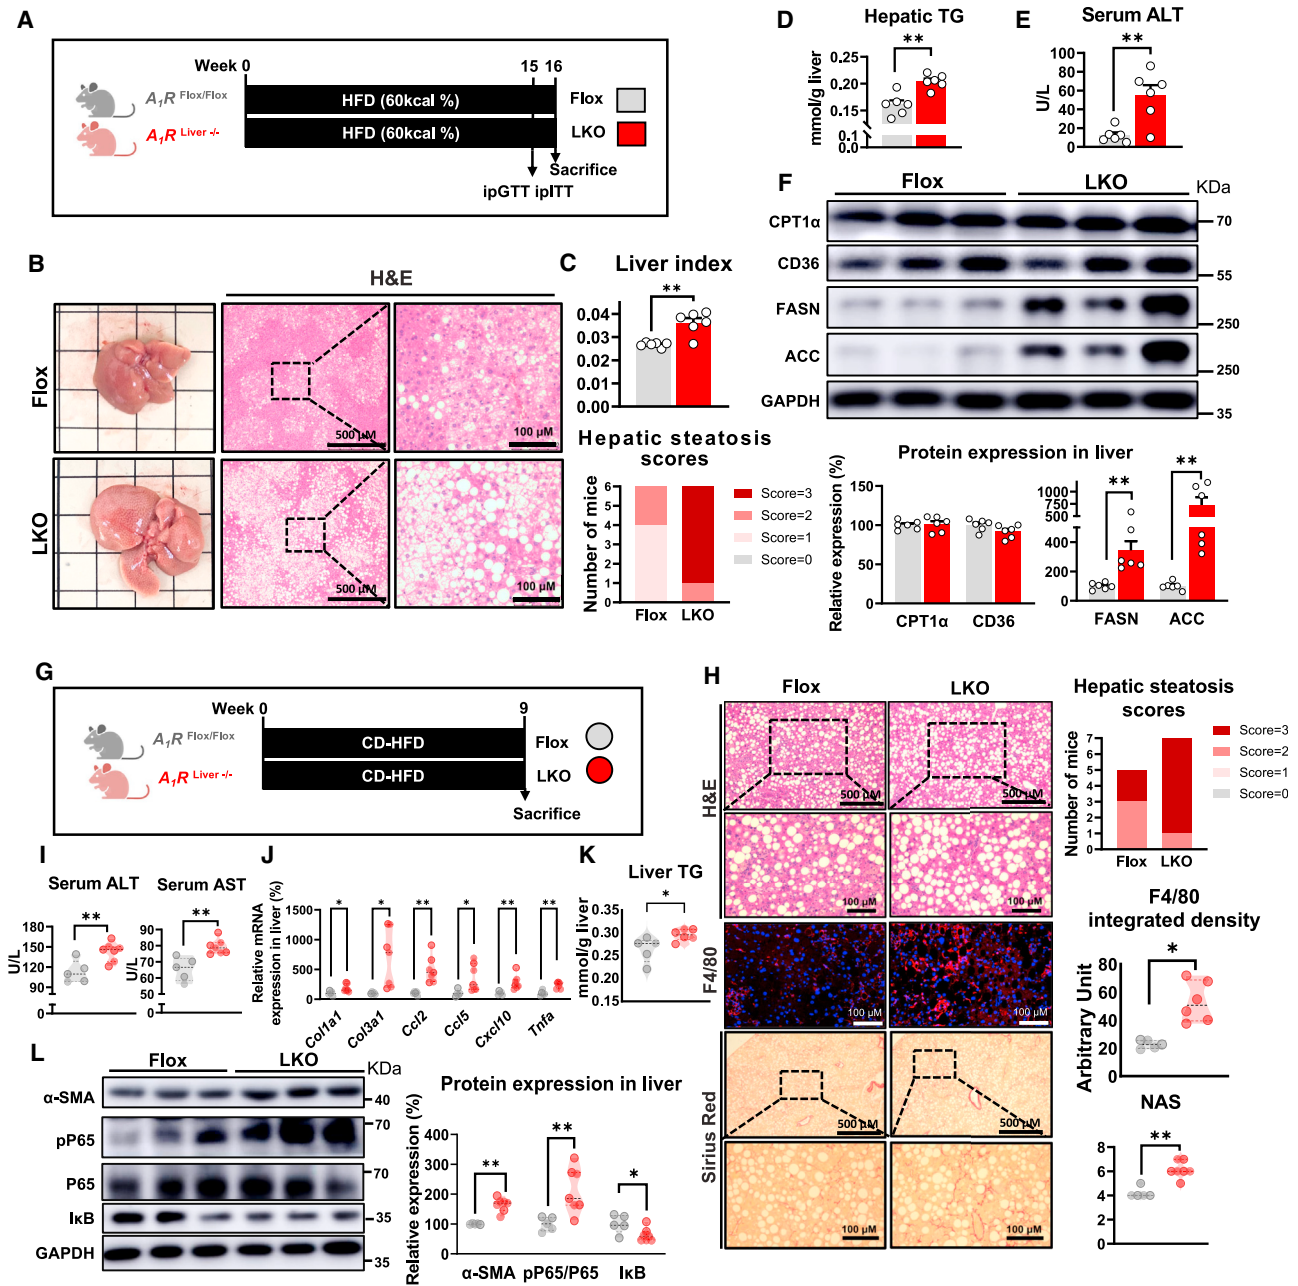 A
Week 0
15
16
A₁R Flox/Flox
HFD (60kcal %)
Flox
A₁R Liver -/-
HFD (60kcal %)
LKO
Sacrifice
ipGTT ipITT
B
H&E
Flox
500 μM
100 μM
LKO
500 μM
100 μM
C
Liver index
**
0.04
0.03
0.02
0.01
0.00
Hepatic steatosis
scores
Number of mice
6
5
4
3
2
1
0
Flox
LKO
Score=3
Score=2
Score=1
Score=0
D
Hepatic TG
**
mmol/g liver
0.25
0.20
0.15
0.1
0.0
E
Serum ALT
**
U/L
100
80
60
40
20
0
F
Flox
LKO
KDa
CPT1α
70
CD36
55
FASN
250
ACC
250
GAPDH
35
Protein expression in liver
Relative expression (%)
150
100
50
0
CPT1α
CD36
**
**
1000
750
500
400
200
0
FASN
ACC
G
Week 0
9
A₁R Flox/Flox
CD-HFD
Flox
A₁R Liver -/-
CD-HFD
LKO
Sacrifice
H
Flox
LKO
H&E
500 μM
500 μM
100 μM
100 μM
F4/80
100 μM
100 μM
Sirius Red
500 μM
500 μM
100 μM
100 μM
Hepatic steatosis
scores
Number of mice
8
7
6
5
4
3
2
1
0
Flox
LKO
Score=3
Score=2
Score=1
Score=0
F4/80
integrated density
*
Arbitrary Unit
80
60
40
20
0
NAS
**
8
6
4
2
0
I
Serum ALT
**
U/L
180
150
120
90
0
Serum AST
**
U/L
90
80
70
60
50
0
J
Relative mRNA
expression in liver (%)
1500
1000
500
0
*
*
**
*
**
**
Col1a1
Col3a1
Ccl2
Ccl5
Cxcl10
Tnfa
K
Liver TG
*
mmol/g liver
0.35
0.30
0.25
0.20
0.15
L
Flox
LKO
KDa
α-SMA
40
pP65
70
P65
70
IκB
35
GAPDH
35
Protein expression in liver
Relative expression (%)
400
300
200
100
0
**
**
*
α-SMA
pP65/P65
IκB